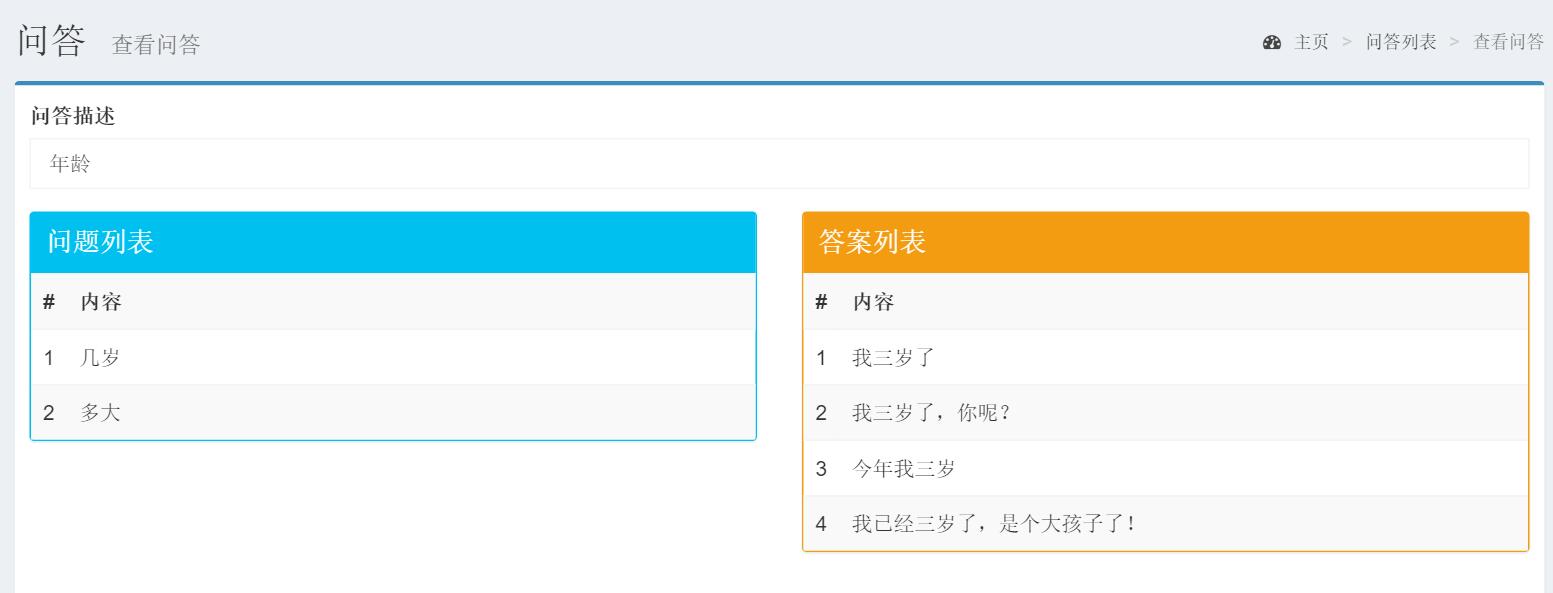 问答 查看问答
主页 > 问答列表 > 查看问答
问答描述
年龄
问题列表
# 内容
1 几岁
2 多大
答案列表
# 内容
1 我三岁了
2 我三岁了，你呢？
3 今年我三岁
4 我已经三岁了，是个大孩子了！